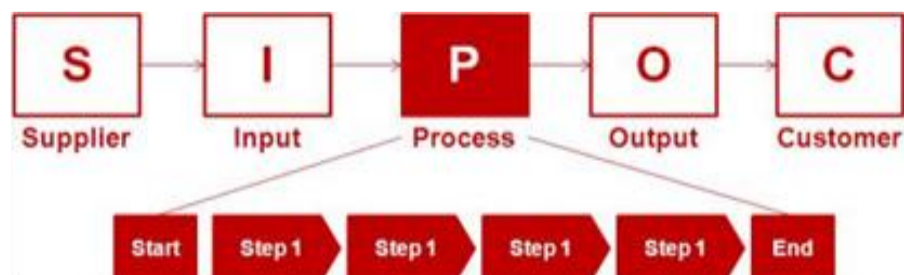 S I P O C
Supplier Input Process Output Customer
Start Step 1 Step 1 Step 1 Step 1 End